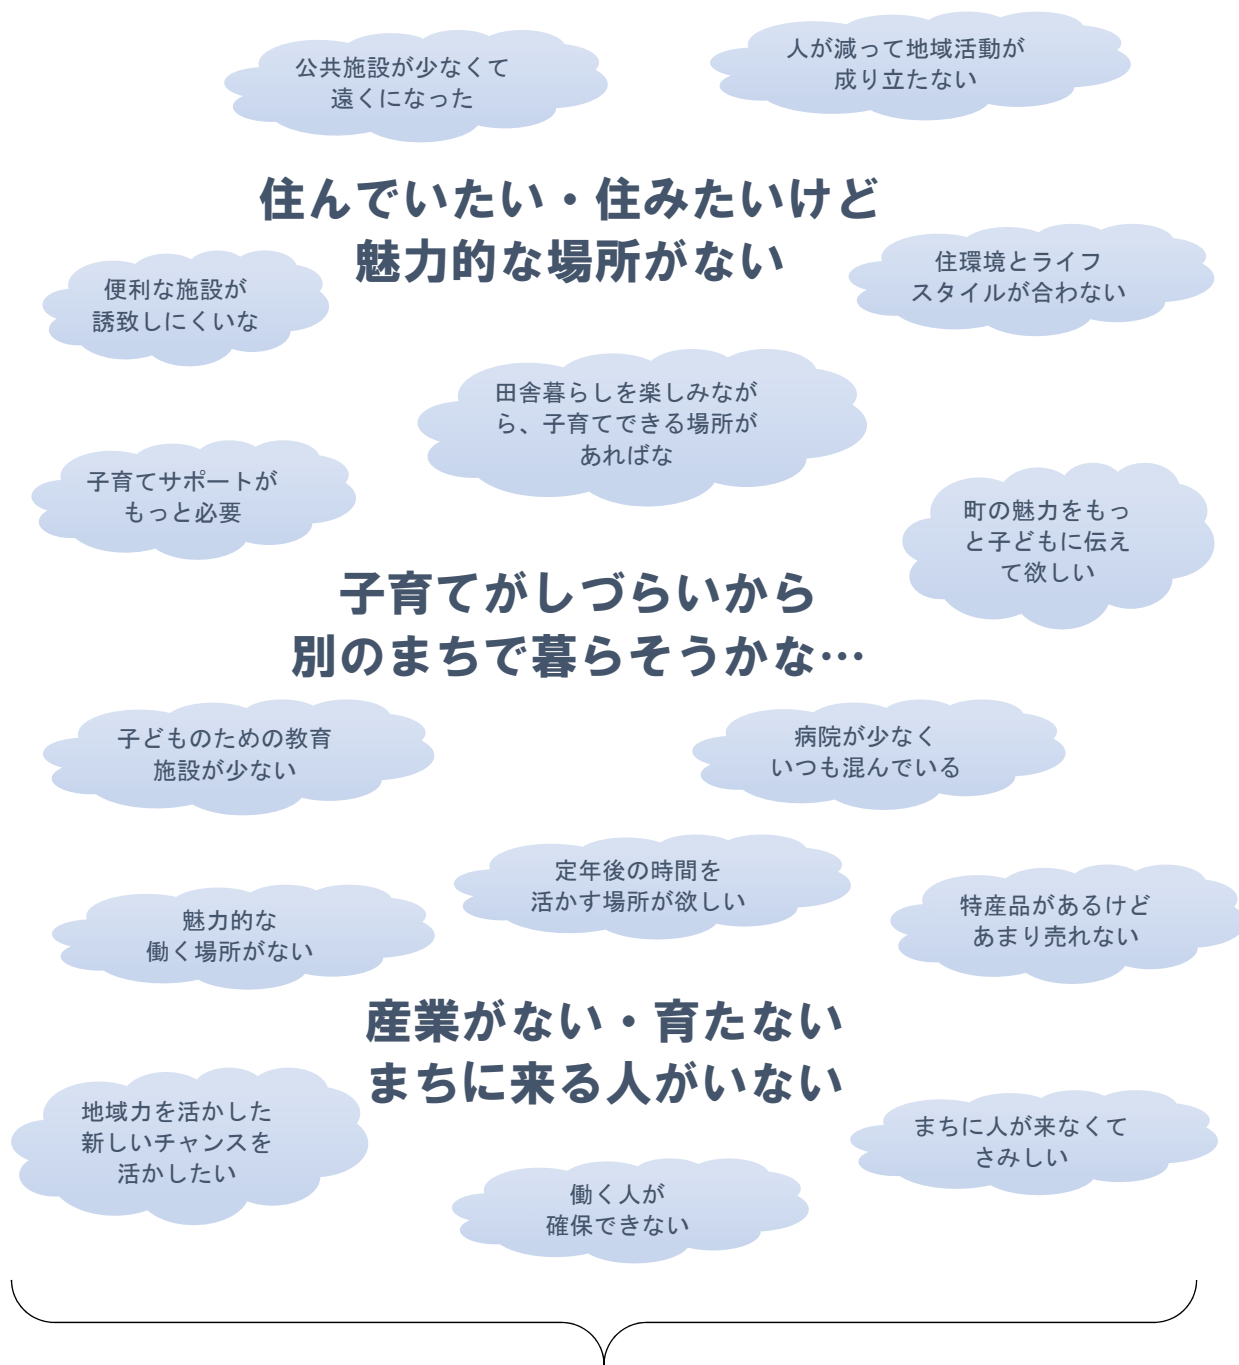 公共施設が少なくて
遠くになった
人が減って地域活動が
成り立たない
住んでいたい・住みたいけど
魅力的な場所がない
便利な施設が
誘致しにくいな
住環境とライフ
スタイルが合わない
田舎暮らしを楽しみなが
ら、子育てできる場所が
あればな
子育てサポートが
もっと必要
町の魅力をもっ
と子どもに伝え
て欲しい
子育てがしづらいから
別のまちで暮らそうかな…
子どものための教育
施設が少ない
病院が少なく
いつも混んでいる
定年後の時間を
活かす場所が欲しい
魅力的な
働く場所がない
特産品があるけど
あまり売れない
産業がない・育たない
まちに来る人がいない
地域力を活かした
新しいチャンスを
活かしたい
まちに人が来なくて
さみしい
働く人が
確保できない